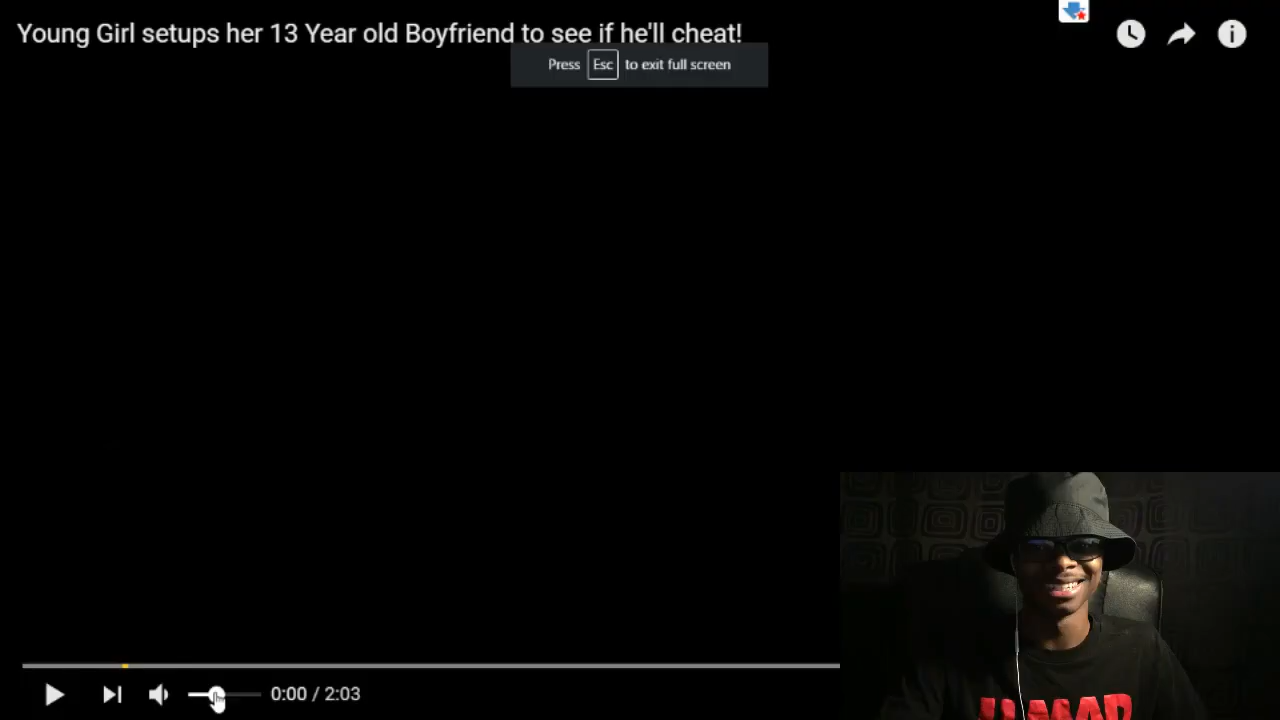 Young Girl setups her 13 Year old Boyfriend to see if he'll cheat!
Press Esc to exit full screen
0:00 / 2:03